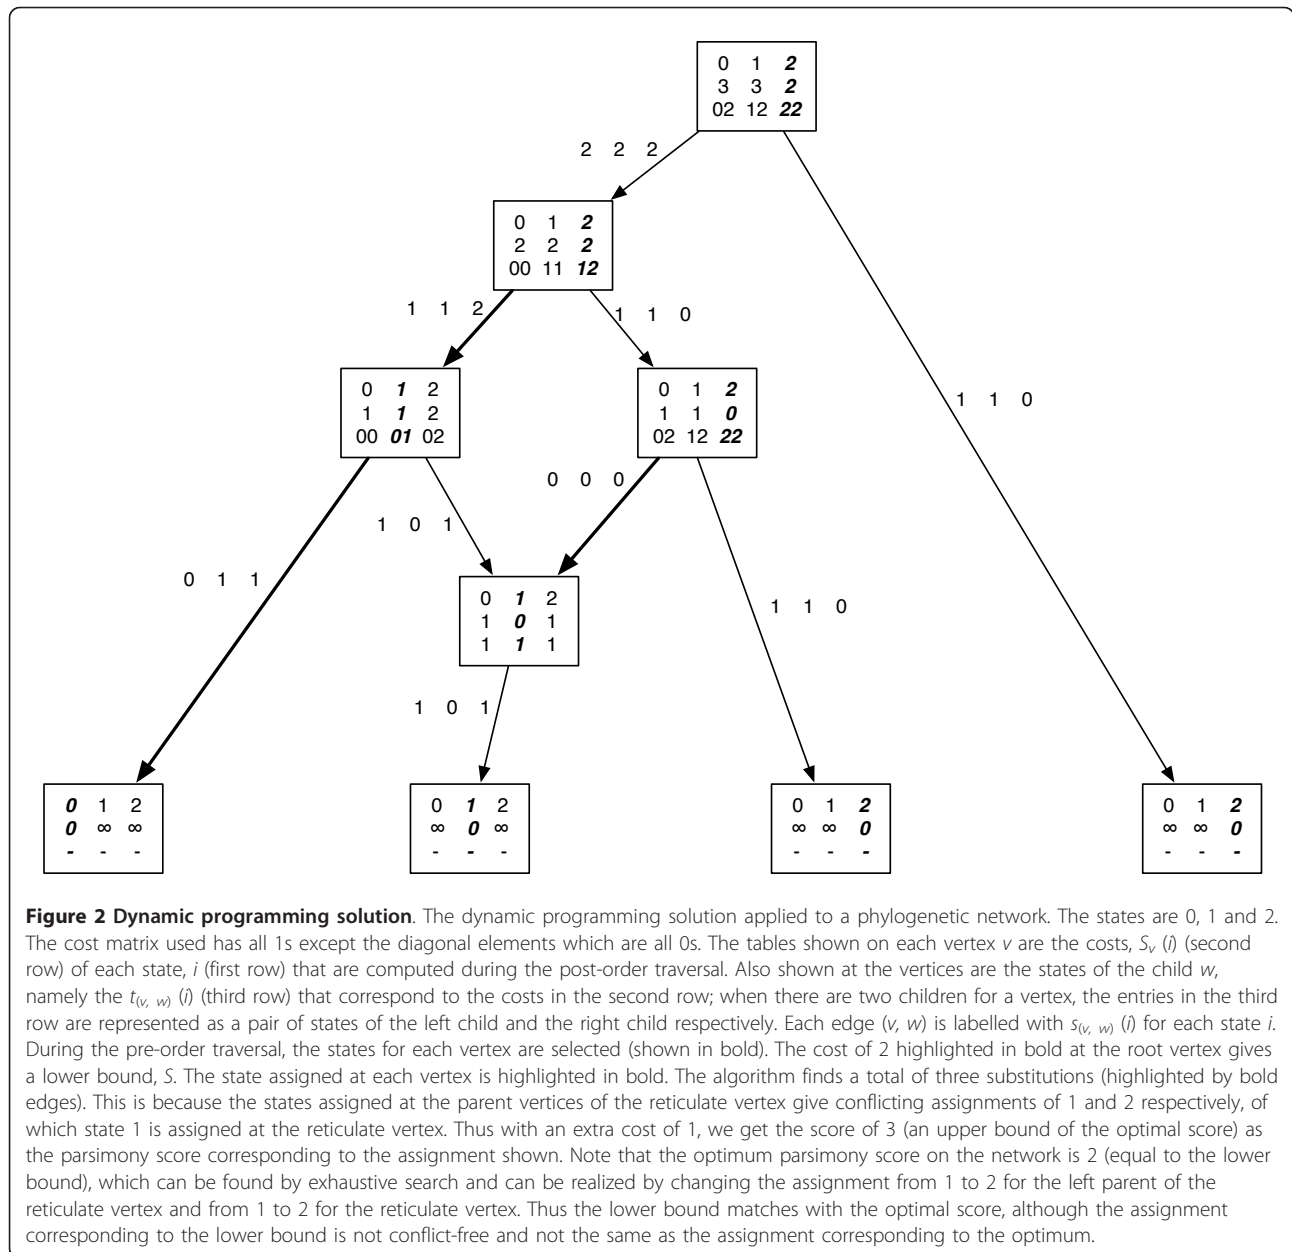 0 1 2
3 3 2
02 12 22
2 2 2
0 1 2
2 2 2
00 11 12
1 1 2
1 1 0
0 1 2
1 1 2
00 01 02
0 1 2
1 1 0
02 12 22
1 1 0
0 0 0
1 0 1
0 1 1
0 1 2
1 0 1
1 1 1
1 1 0
1 0 1
0 1 2
0 ∞ ∞
- - -
0 1 2
∞ 0 ∞
- - -
0 1 2
∞ ∞ 0
- - -
0 1 2
∞ ∞ 0
- - -
Figure 2 Dynamic programming solution. The dynamic programming solution applied to a phylogenetic network. The states are 0, 1 and 2.
The cost matrix used has all 1s except the diagonal elements which are all 0s. The tables shown on each vertex v are the costs, Sv (i) (second
row) of each state, i (first row) that are computed during the post-order traversal. Also shown at the vertices are the states of the child w,
namely the t(v, w) (i) (third row) that correspond to the costs in the second row; when there are two children for a vertex, the entries in the third
row are represented as a pair of states of the left child and the right child respectively. Each edge (v, w) is labelled with s(v, w) (i) for each state i.
During the pre-order traversal, the states for each vertex are selected (shown in bold). The cost of 2 highlighted in bold at the root vertex gives
a lower bound, S. The state assigned at each vertex is highlighted in bold. The algorithm finds a total of three substitutions (highlighted by bold
edges). This is because the states assigned at the parent vertices of the reticulate vertex give conflicting assignments of 1 and 2 respectively, of
which state 1 is assigned at the reticulate vertex. Thus with an extra cost of 1, we get the score of 3 (an upper bound of the optimal score) as
the parsimony score corresponding to the assignment shown. Note that the optimum parsimony score on the network is 2 (equal to the lower
bound), which can be found by exhaustive search and can be realized by changing the assignment from 1 to 2 for the left parent of the
reticulate vertex and from 1 to 2 for the reticulate vertex. Thus the lower bound matches with the optimal score, although the assignment
corresponding to the lower bound is not conflict-free and not the same as the assignment corresponding to the optimum.